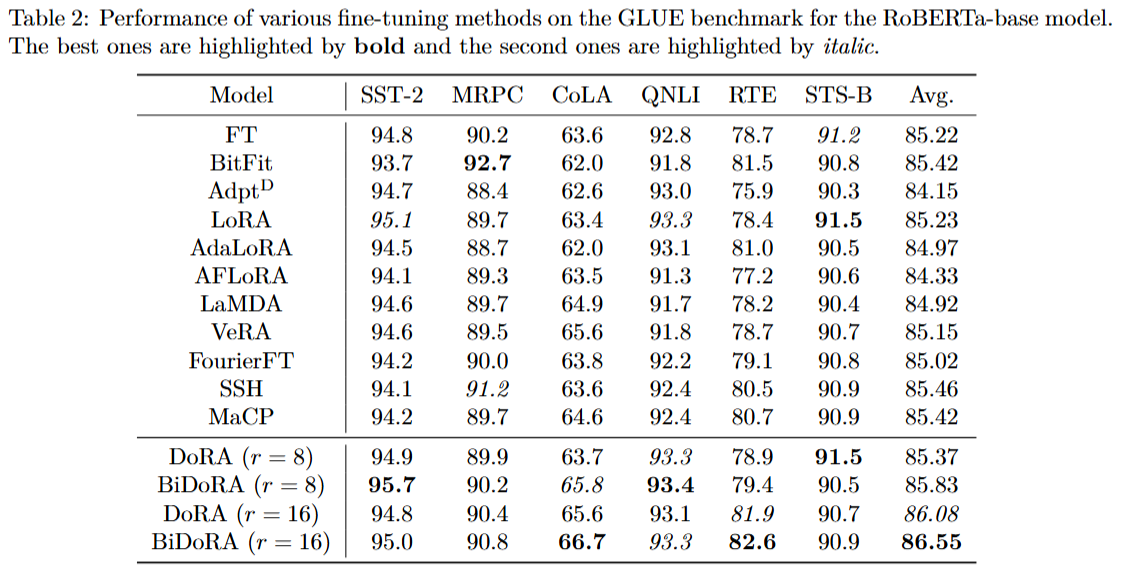 Table 2: Performance of various fine-tuning methods on the GLUE benchmark for the RoBERTa-base model.
The best ones are highlighted by bold and the second ones are highlighted by italic.
Model SST-2 MRPC CoLA QNLI RTE STS-B Avg.
FT 94.8 90.2 63.6 92.8 78.7 91.2 85.22
BitFit 93.7 92.7 62.0 91.8 81.5 90.8 85.42
Adpt^D 94.7 88.4 62.6 93.0 75.9 90.3 84.15
LoRA 95.1 89.7 63.4 93.3 78.4 91.5 85.23
AdaLoRA 94.5 88.7 62.0 93.1 81.0 90.5 84.97
AFLoRA 94.1 89.3 63.5 91.3 77.2 90.6 84.33
LaMDA 94.6 89.7 64.9 91.7 78.2 90.4 84.92
VeRA 94.6 89.5 65.6 91.8 78.7 90.7 85.15
FourierFT 94.2 90.0 63.8 92.2 79.1 90.8 85.02
SSH 94.1 91.2 63.6 92.4 80.5 90.9 85.46
MaCP 94.2 89.7 64.6 92.4 80.7 90.9 85.42
DoRA (r = 8) 94.9 89.9 63.7 93.3 78.9 91.5 85.37
BiDoRA (r = 8) 95.7 90.2 65.8 93.4 79.4 90.5 85.83
DoRA (r = 16) 94.8 90.4 65.6 93.1 81.9 90.7 86.08
BiDoRA (r = 16) 95.0 90.8 66.7 93.3 82.6 90.9 86.55